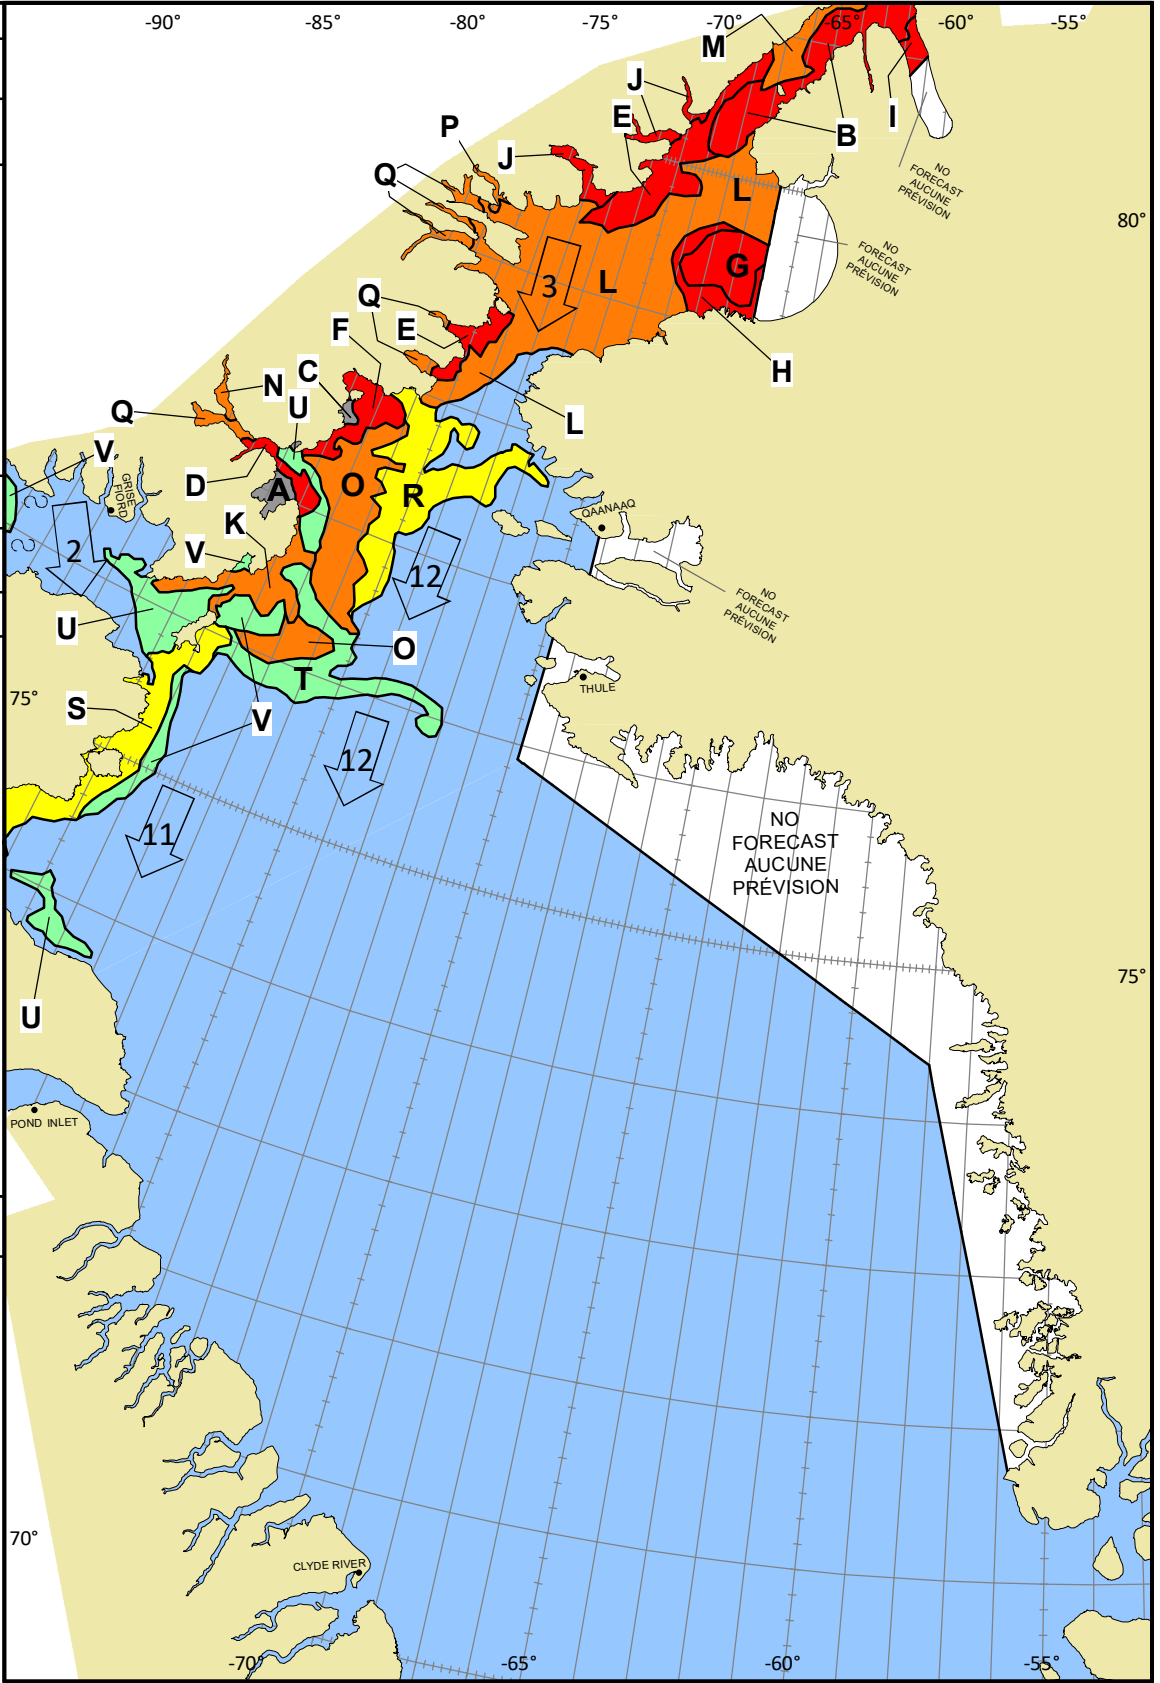 -90°
-85°
-80°
-75°
-70°
-65°
-60°
-55°
M
J
E
P
J
I
B
Q
NO
FORECAST
AUCUNE
PRÉVISION
L
80°
NO
FORECAST
AUCUNE
PRÉVISION
G
L
3
Q
F
E
H
C
N
U
Q
L
V
D
A
O
R
GRISE
FIORD
QAANAAQ
K
2
V
12
NO
FORECAST
AUCUNE
PRÉVISION
U
O
T
THULE
75°
S
V
12
11
NO
FORECAST
AUCUNE
PRÉVISION
75°
U
POND INLET
70°
CLYDE RIVER
-70°
-65°
-60°
-55°